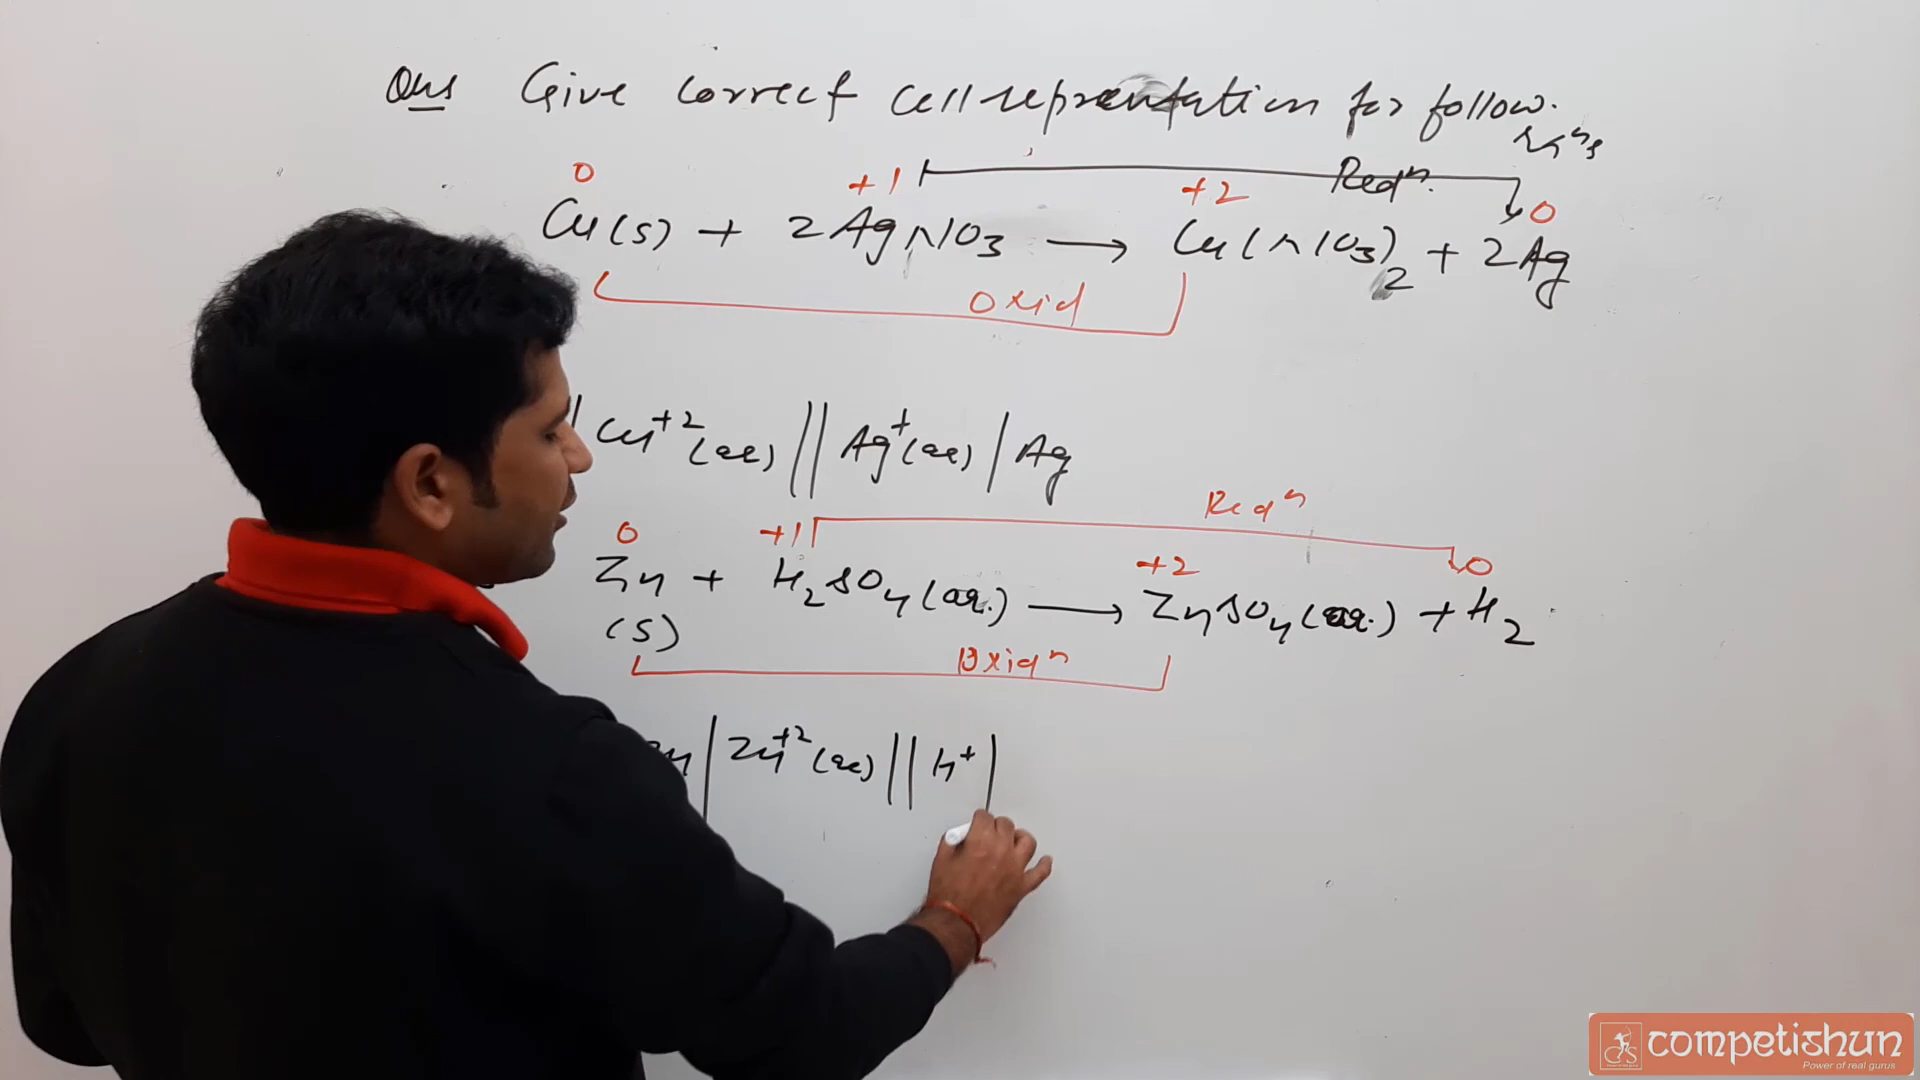 Ques Give correct cell reprentation for follow.
rxⁿs
0 +1 Redⁿ. +2 0
Cu(s) + 2AgNO₃ ⟶ Cu(NO₃)₂ + 2Ag
Oxid
| Cu⁺²(aq) || Ag⁺(aq) | Ag
Redⁿ
0 +1 +2 0
Zn + H₂SO₄(aq.) ⟶ ZnSO₄(aq.) + H₂
(s)
Oxidⁿ
Zn | Zn⁺²(aq) || H⁺ |
competishun
Power of real gurus